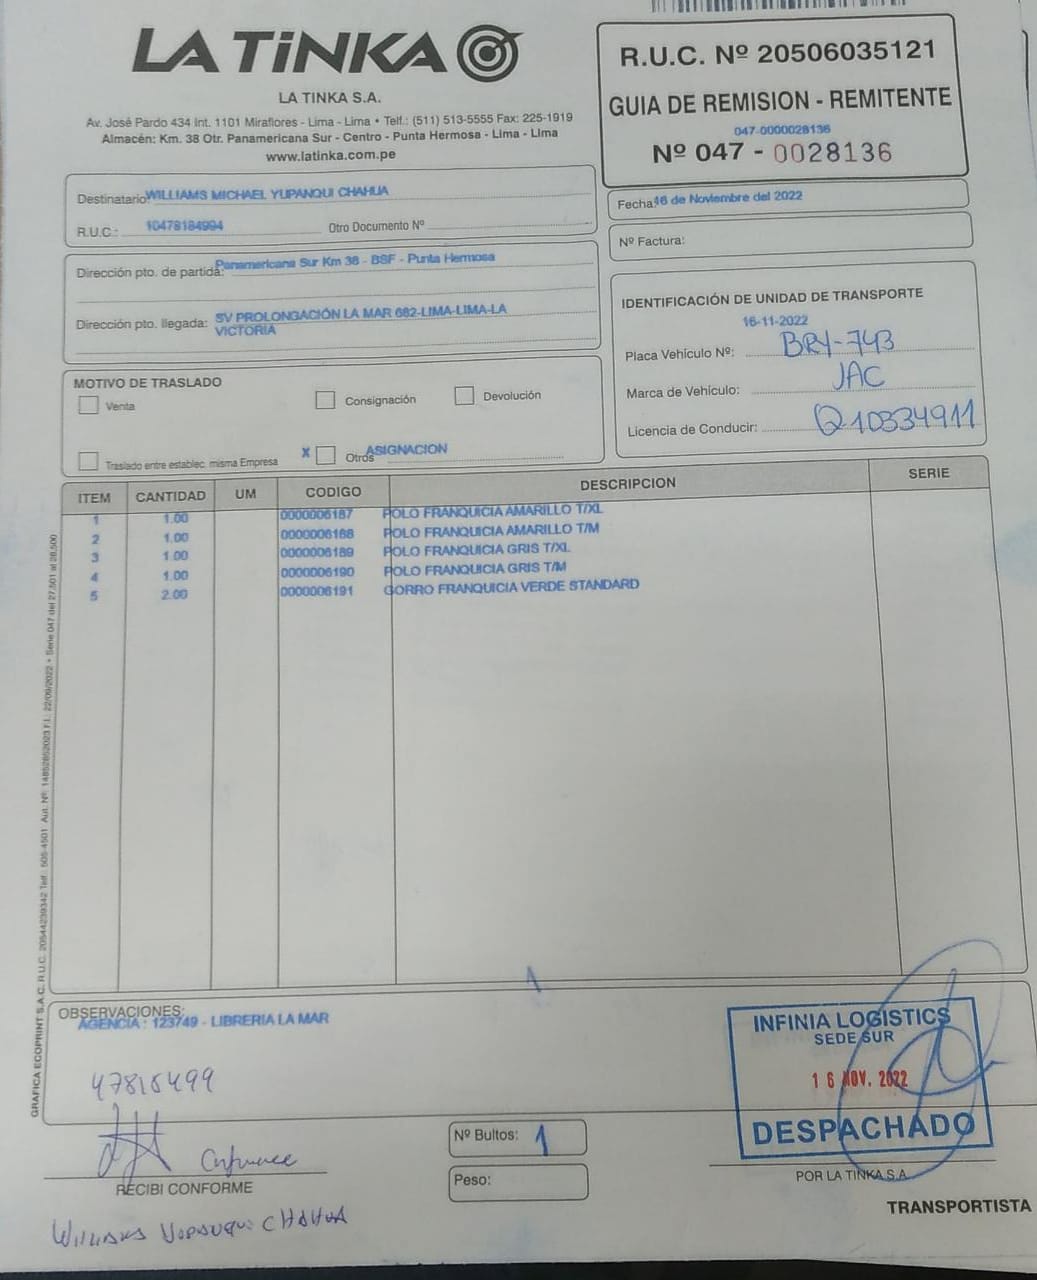 LA TiNKA
LA TINKA S.A.
Av. José Pardo 434 Int. 1101 Miraflores - Lima - Lima • Telf.: (511) 513-5555 Fax: 225-1919
Almacén: Km. 38 Otr. Panamericana Sur - Centro - Punta Hermosa - Lima - Lima
www.latinka.com.pe
R.U.C. Nº 20506035121
GUIA DE REMISION - REMITENTE
047-0000028136
Nº 047 - 0028136
Destinatario: WILLIAMS MICHAEL YUPANQUI CHAHUA
R.U.C.: 10478184994 Otro Documento Nº
Fecha: 16 de Noviembre del 2022
Nº Factura:
Dirección pto. de partida: Panamericana Sur Km 38 - BSF - Punta Hermosa
Dirección pto. llegada: SV PROLONGACIÓN LA MAR 682-LIMA-LIMA-LA
VICTORIA
IDENTIFICACIÓN DE UNIDAD DE TRANSPORTE
16-11-2022
Placa Vehículo Nº: BRY-743
Marca de Vehículo: JAC
Licencia de Conducir: Q10334911
MOTIVO DE TRASLADO
Venta Consignación Devolución
Traslado entre establec. misma Empresa X Otros ASIGNACION
ITEM CANTIDAD UM CODIGO DESCRIPCION SERIE
1 1.00 0000006187 POLO FRANQUICIA AMARILLO T/XL
2 1.00 0000006188 POLO FRANQUICIA AMARILLO T/M
3 1.00 0000006189 POLO FRANQUICIA GRIS T/XL
4 1.00 0000006190 POLO FRANQUICIA GRIS T/M
5 2.00 0000006191 GORRO FRANQUICIA VERDE STANDARD
GRAFICA ECOPRINT S.A.C. R.U.C. 20544239342 Telf.: 505-4501 Aut. Nº: 14852852023 F.I.: 22/09/2022 • Serie 047 del 27,501 al 28,500
OBSERVACIONES:
AGENCIA : 123749 - LIBRERIA LA MAR
47818499
Conforme
RECIBI CONFORME
Williams Yupanqui CHAHUA
Nº Bultos: 1
Peso:
INFINIA LOGISTICS
SEDE SUR
16 NOV. 2022
DESPACHADO
POR LA TINKA S.A.
TRANSPORTISTA